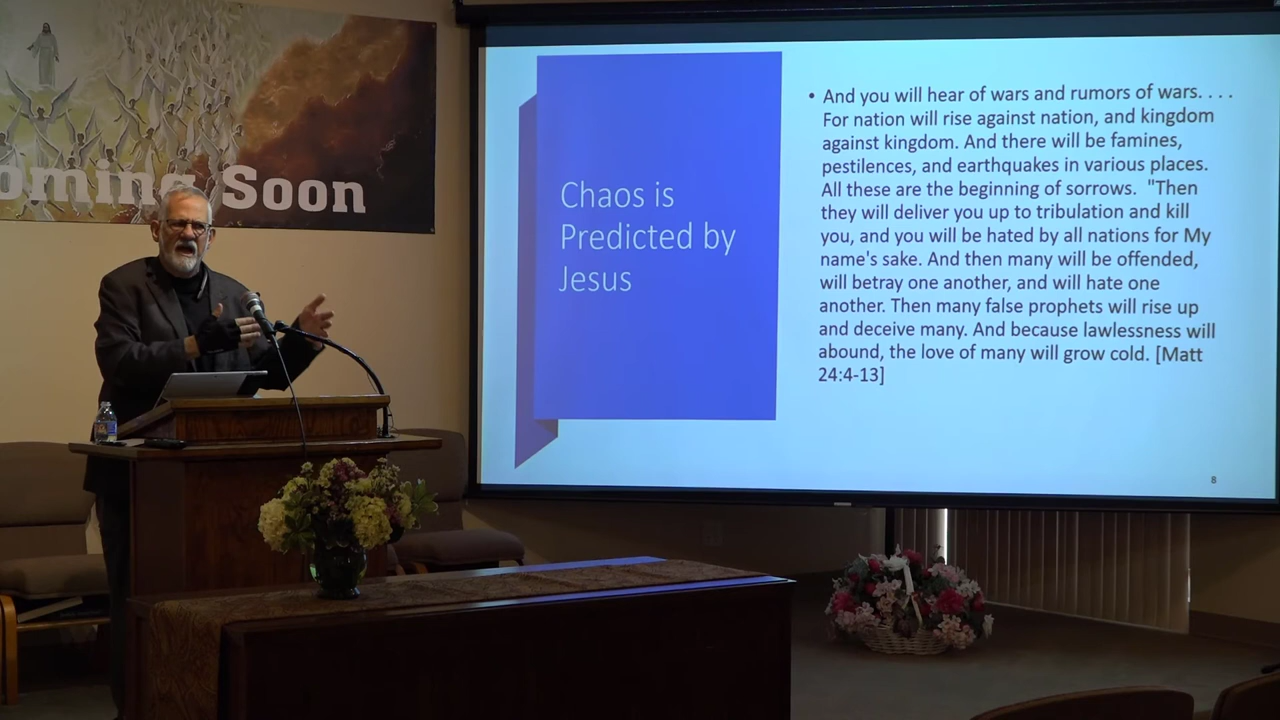 oming Soon
Chaos is
Predicted by
Jesus
• And you will hear of wars and rumors of wars. . . .
For nation will rise against nation, and kingdom
against kingdom. And there will be famines,
pestilences, and earthquakes in various places.
All these are the beginning of sorrows. "Then
they will deliver you up to tribulation and kill
you, and you will be hated by all nations for My
name's sake. And then many will be offended,
will betray one another, and will hate one
another. Then many false prophets will rise up
and deceive many. And because lawlessness will
abound, the love of many will grow cold. [Matt
24:4-13]
8